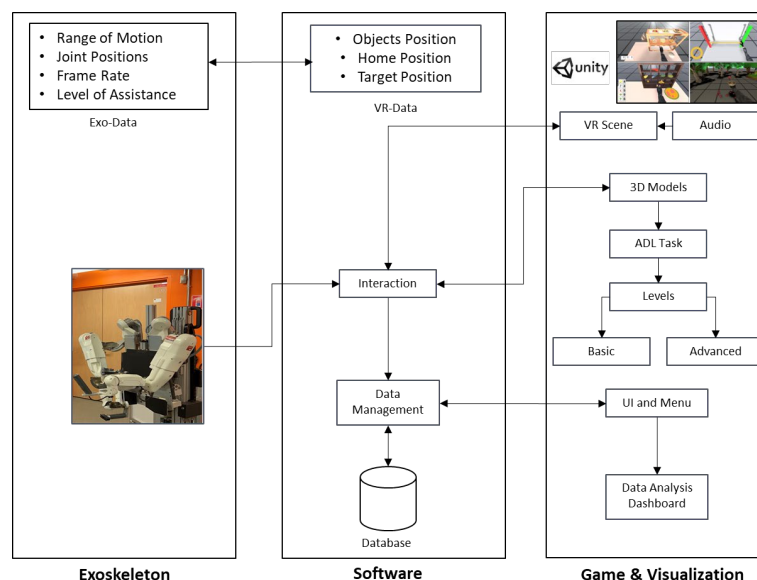 • Range of Motion
• Joint Positions
• Frame Rate
• Level of Assistance
Exo-Data
• Objects Position
• Home Position
• Target Position
VR-Data
unity
VR Scene
Audio
3D Models
ADL Task
Interaction
Levels
Basic
Advanced
Data
Management
UI and Menu
Data Analysis
Dashboard
Database
Exoskeleton
Software
Game & Visualization